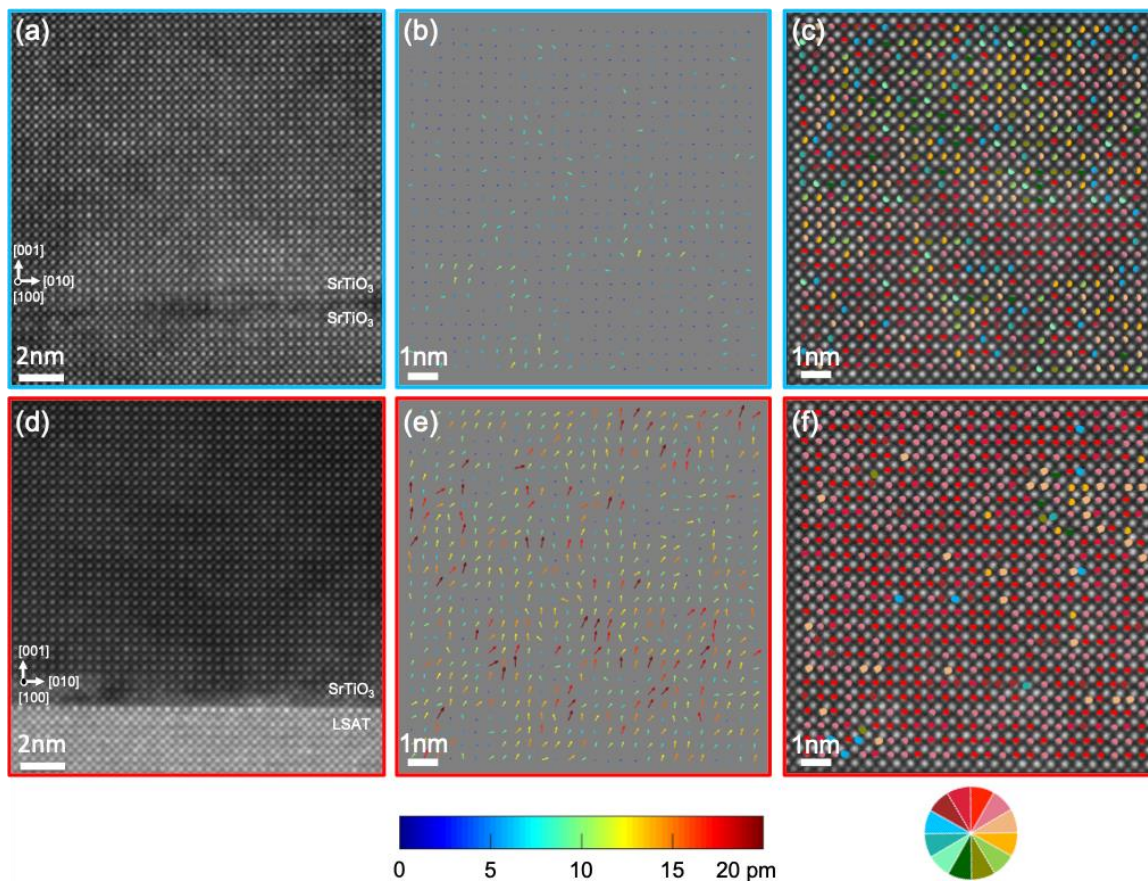 (a)
[001]
[010]
[100]
SrTiO3
SrTiO3
2nm
(b)
1nm
(c)
1nm
(d)
[001]
[010]
[100]
SrTiO3
LSAT
2nm
(e)
1nm
(f)
1nm
0 5 10 15 20 pm